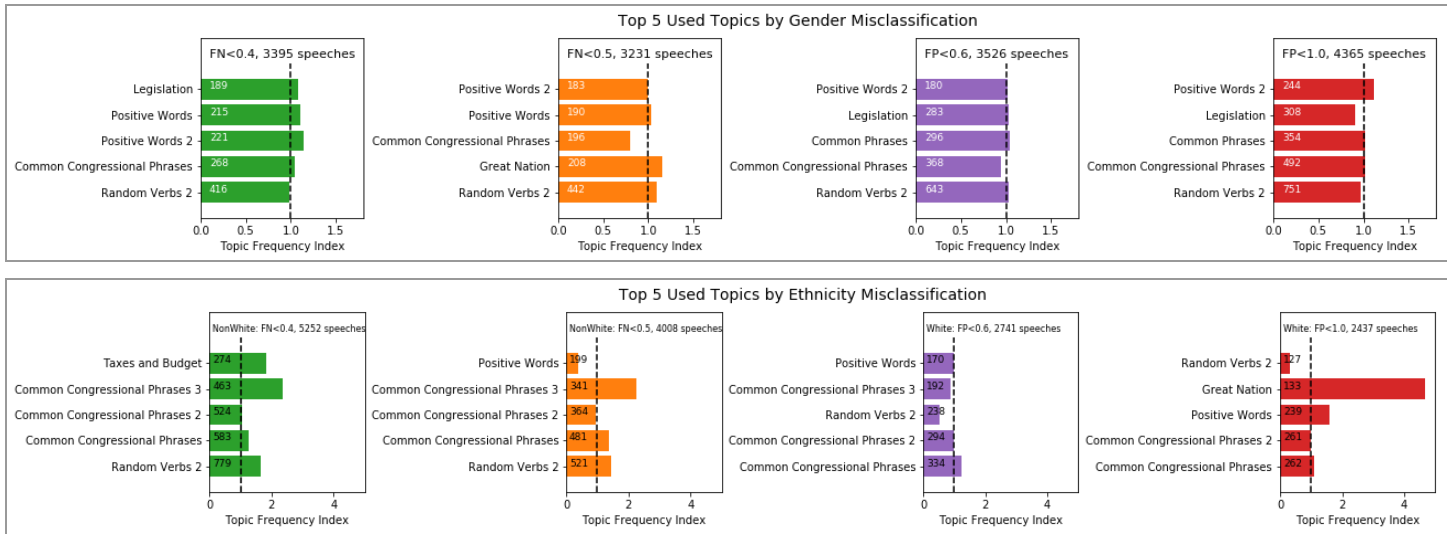 Top 5 Used Topics by Gender Misclassification
FN<0.4, 3395 speeches
Legislation 189
Positive Words 215
Positive Words 2 221
Common Congressional Phrases 268
Random Verbs 2 416
0.0 0.5 1.0 1.5
Topic Frequency Index
FN<0.5, 3231 speeches
Positive Words 2 183
Positive Words 190
Common Congressional Phrases 196
Great Nation 208
Random Verbs 2 442
0.0 0.5 1.0 1.5
Topic Frequency Index
FP<0.6, 3526 speeches
Positive Words 2 180
Legislation 283
Common Phrases 296
Common Congressional Phrases 368
Random Verbs 2 643
0.0 0.5 1.0 1.5
Topic Frequency Index
FP<1.0, 4365 speeches
Positive Words 2 244
Legislation 308
Common Phrases 354
Common Congressional Phrases 492
Random Verbs 2 751
0.0 0.5 1.0 1.5
Topic Frequency Index
Top 5 Used Topics by Ethnicity Misclassification
NonWhite: FN<0.4, 5252 speeches
Taxes and Budget 274
Common Congressional Phrases 3 463
Common Congressional Phrases 2 524
Common Congressional Phrases 583
Random Verbs 2 779
0 2 4
Topic Frequency Index
NonWhite: FN<0.5, 4008 speeches
Positive Words 199
Common Congressional Phrases 3 341
Common Congressional Phrases 2 364
Common Congressional Phrases 481
Random Verbs 2 521
0 2 4
Topic Frequency Index
White: FP<0.6, 2741 speeches
Positive Words 170
Common Congressional Phrases 3 192
Random Verbs 2 238
Common Congressional Phrases 2 294
Common Congressional Phrases 334
0 2 4
Topic Frequency Index
White: FP<1.0, 2437 speeches
Random Verbs 2 127
Great Nation 133
Positive Words 239
Common Congressional Phrases 2 261
Common Congressional Phrases 262
0 2 4
Topic Frequency Index